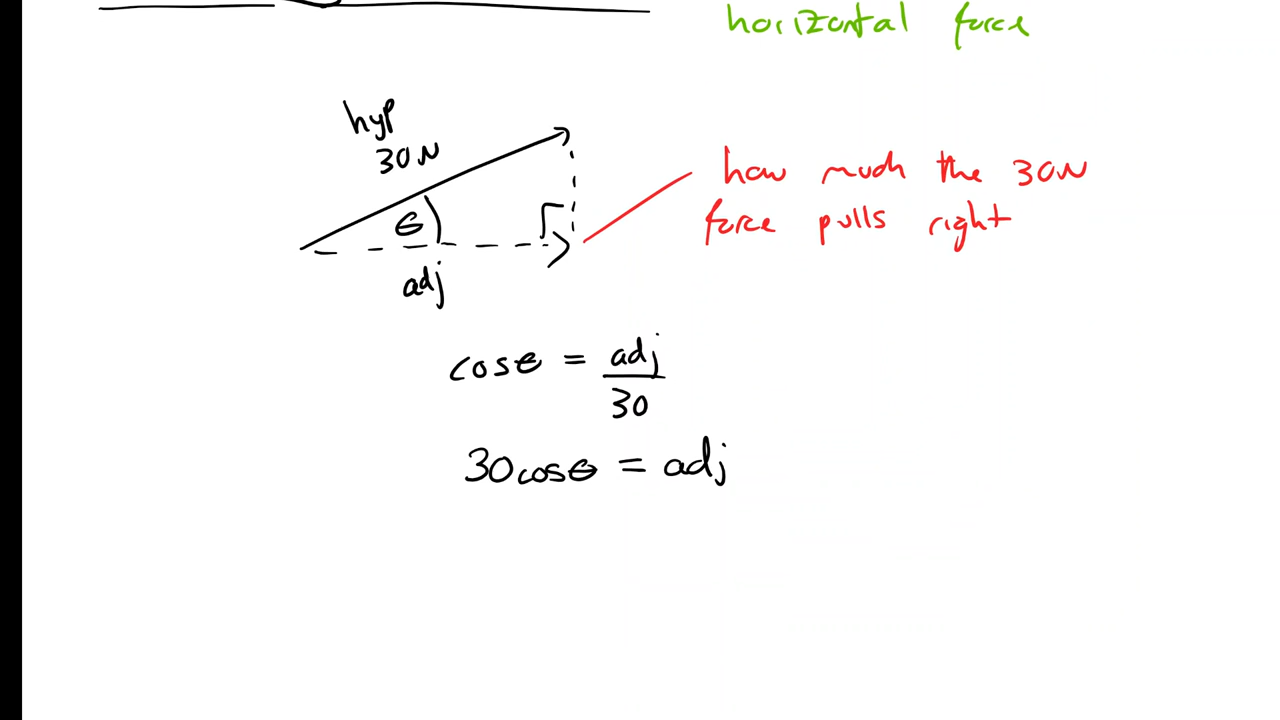 horizontal force
hyp
30N
θ
adj
how much the 30N
force pulls right
cosθ = adj
30
30cosθ = adj